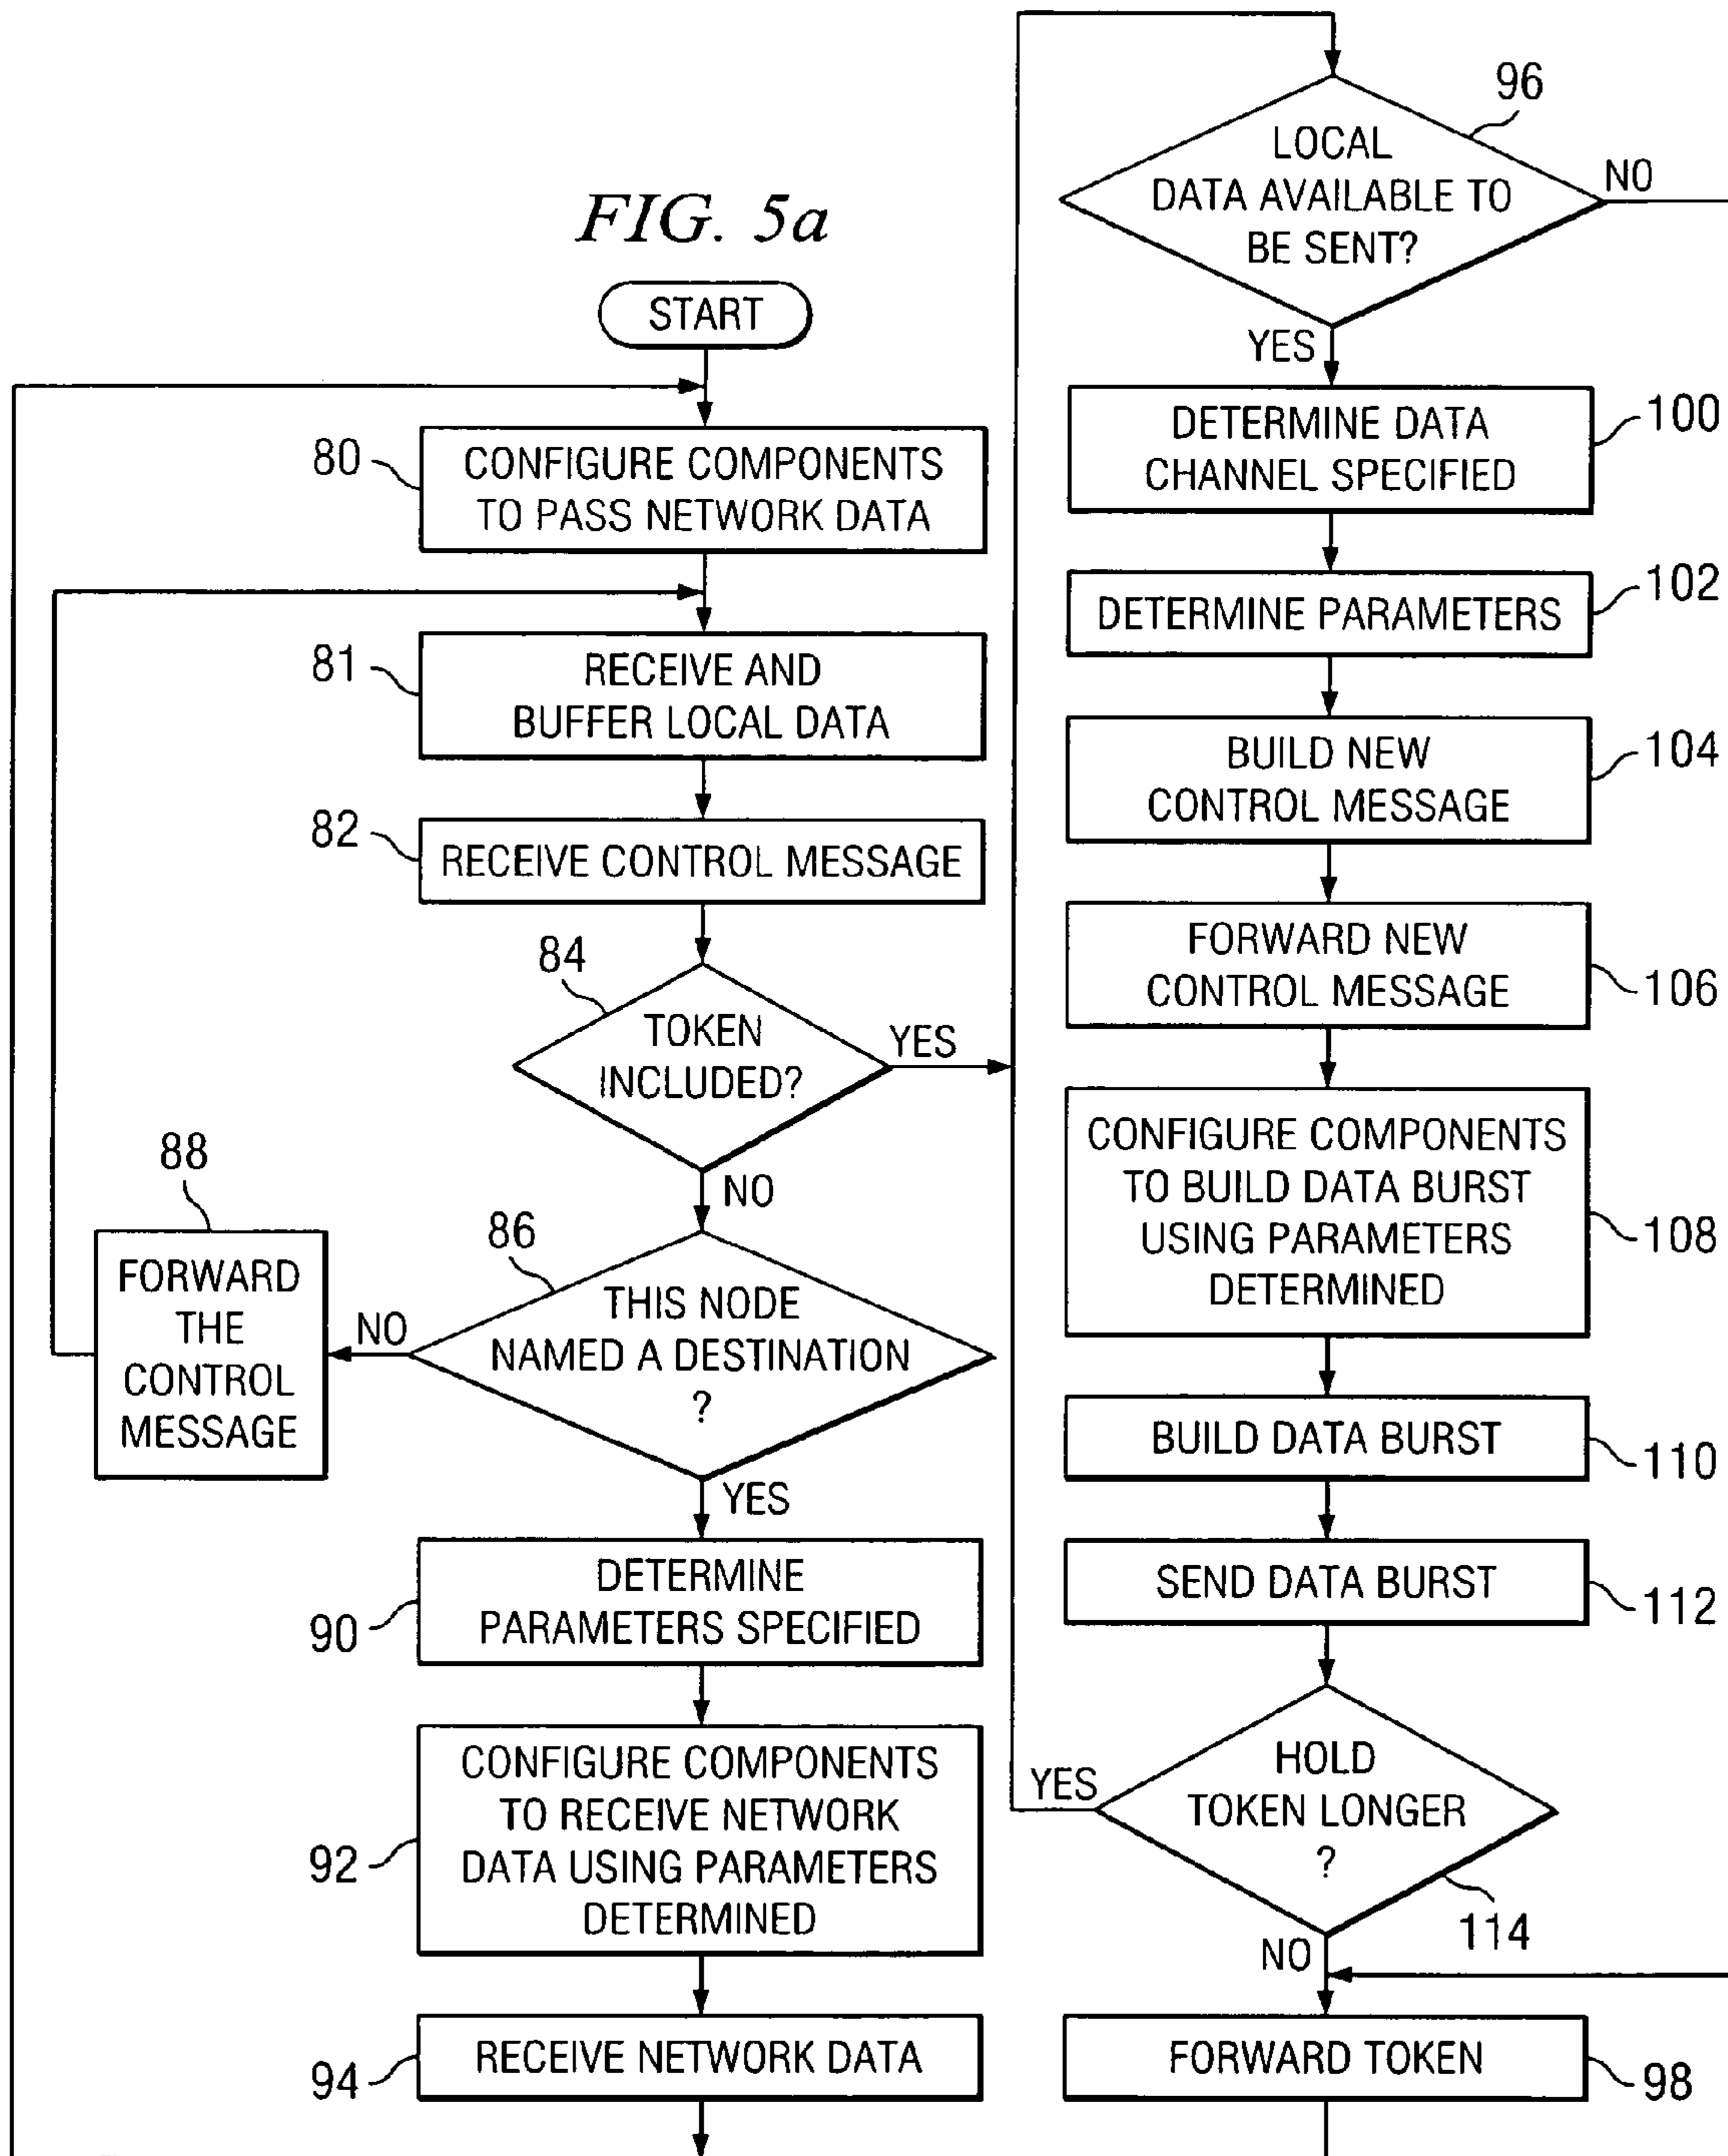 FIG. 5a
START
80
CONFIGURE COMPONENTS
TO PASS NETWORK DATA
81
RECEIVE AND
BUFFER LOCAL DATA
82
RECEIVE CONTROL MESSAGE
84
TOKEN
INCLUDED?
YES
NO
86
THIS NODE
NAMED A DESTINATION
?
NO
88
FORWARD
THE
CONTROL
MESSAGE
YES
90
DETERMINE
PARAMETERS SPECIFIED
92
CONFIGURE COMPONENTS
TO RECEIVE NETWORK
DATA USING PARAMETERS
DETERMINED
94
RECEIVE NETWORK DATA
96
LOCAL
DATA AVAILABLE TO
BE SENT?
NO
YES
DETERMINE DATA
CHANNEL SPECIFIED
100
DETERMINE PARAMETERS
102
BUILD NEW
CONTROL MESSAGE
104
FORWARD NEW
CONTROL MESSAGE
106
CONFIGURE COMPONENTS
TO BUILD DATA BURST
USING PARAMETERS
DETERMINED
108
BUILD DATA BURST
110
SEND DATA BURST
112
HOLD
TOKEN LONGER
?
YES
114
NO
FORWARD TOKEN
98